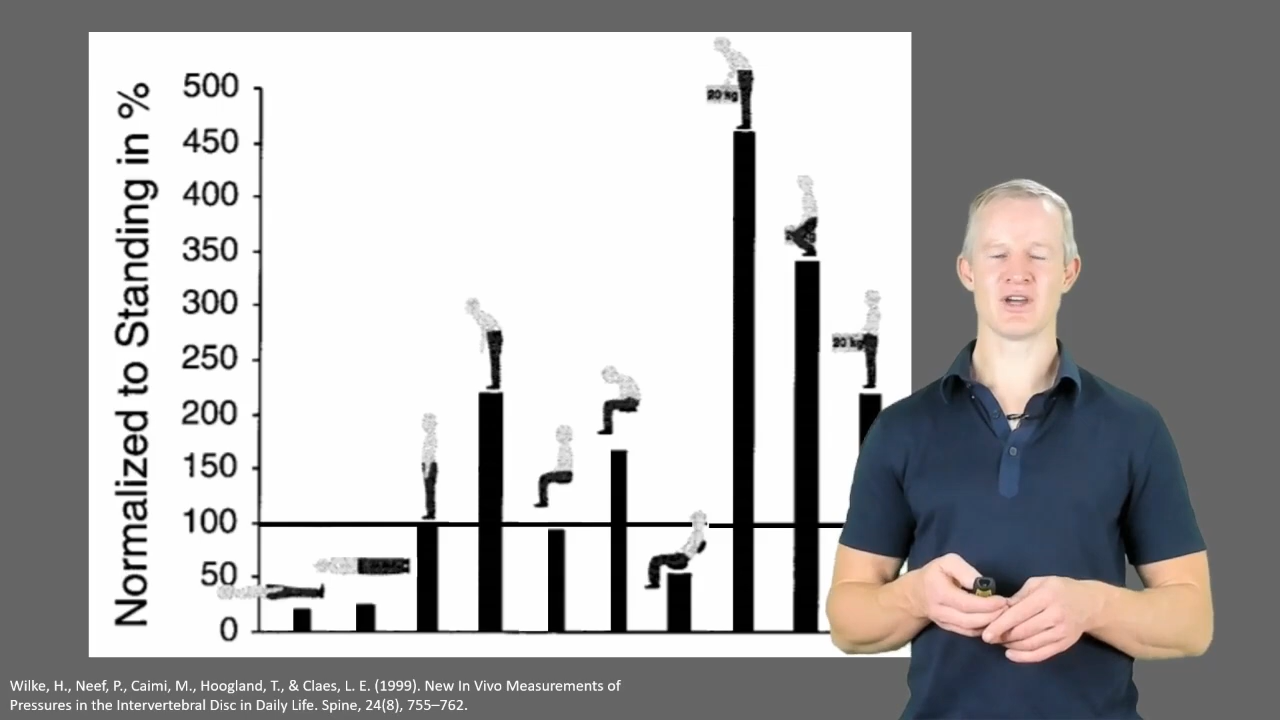 Normalized to Standing in %
500
450
400
350
300
250
200
150
100
50
0
20 kg
20 kg
Wilke, H., Neef, P., Caimi, M., Hoogland, T., & Claes, L. E. (1999). New In Vivo Measurements of
Pressures in the Intervertebral Disc in Daily Life. Spine, 24(8), 755–762.